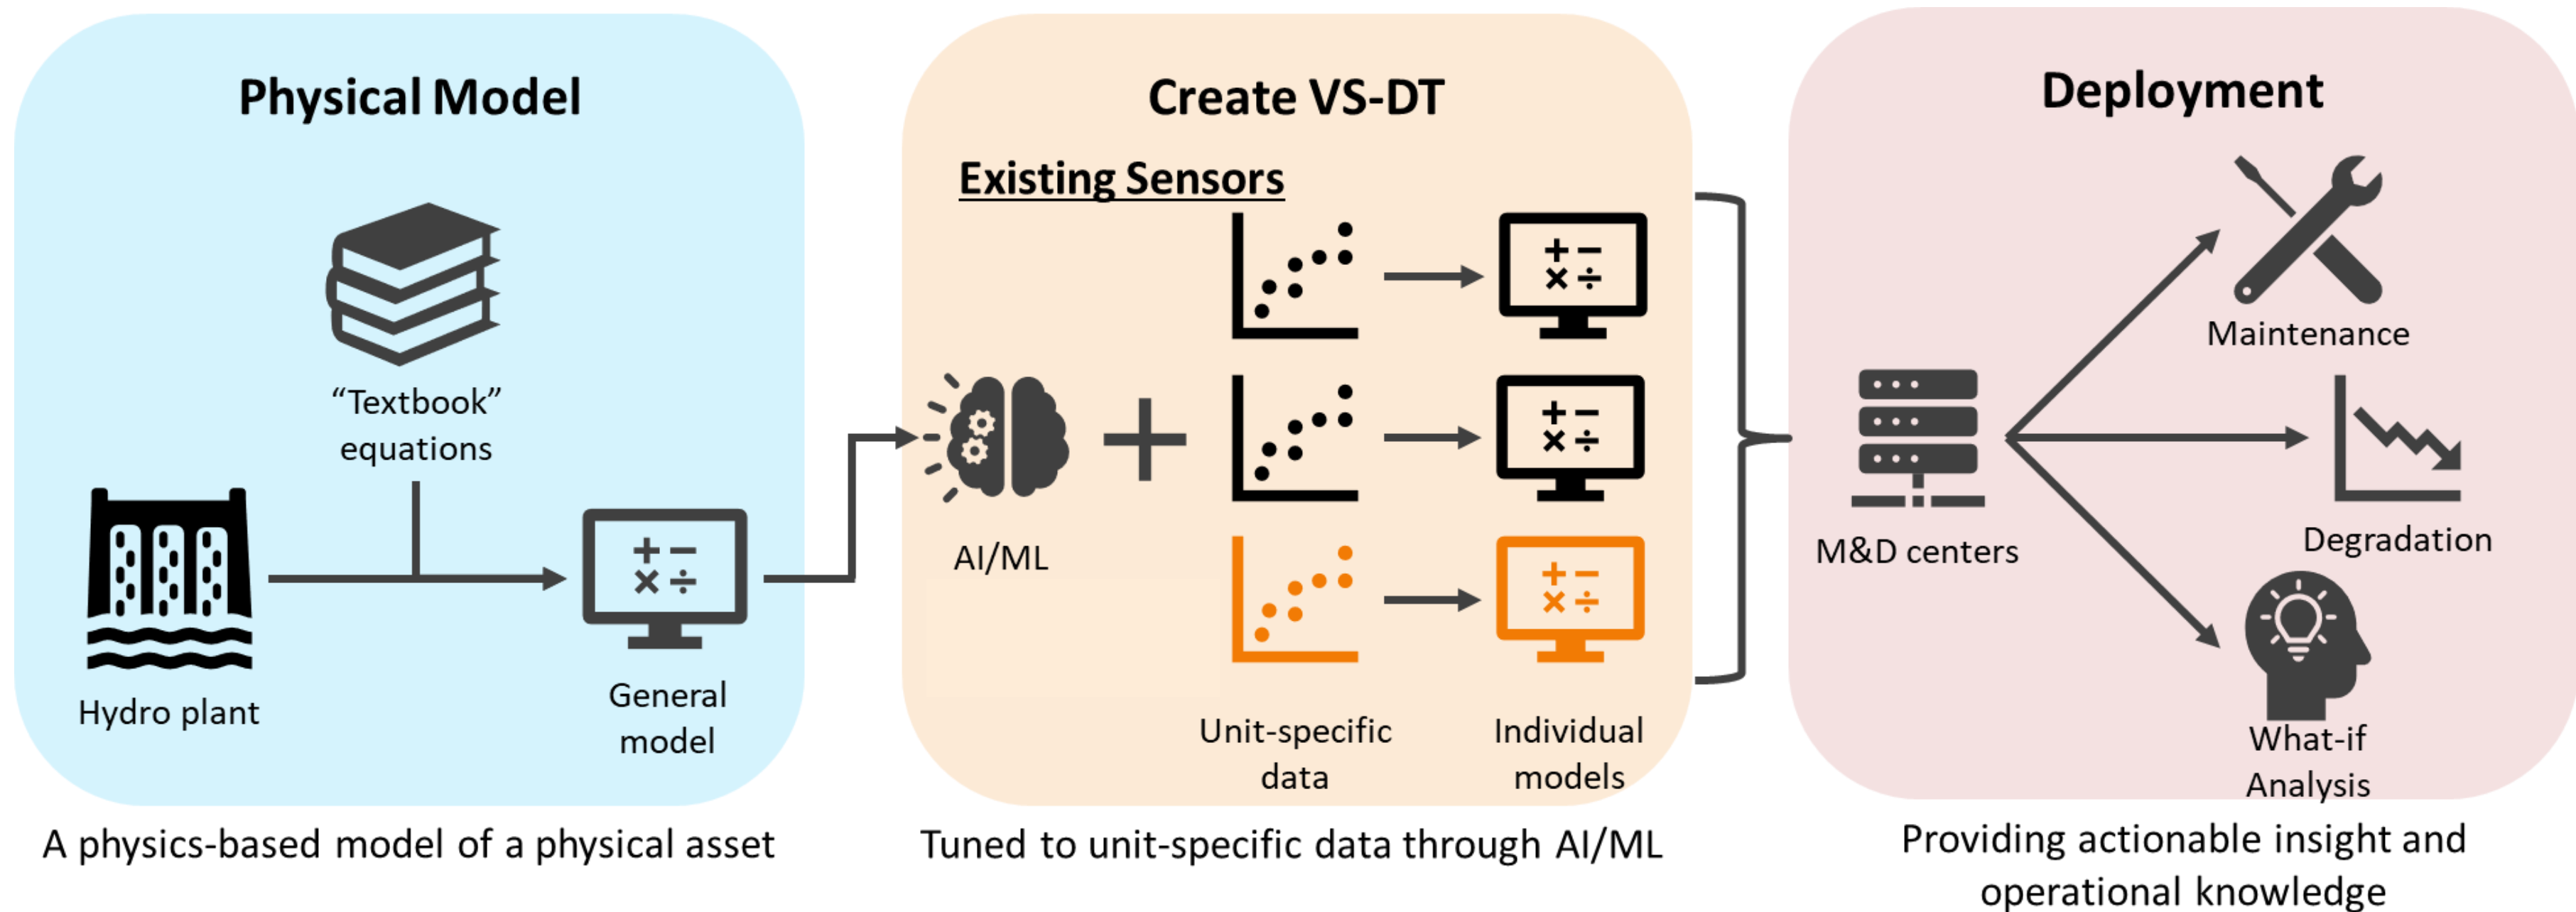 Physical Model
“Textbook”
equations
Hydro plant
General
model
A physics-based model of a physical asset
Create VS-DT
Existing Sensors
AI/ML
Unit-specific
data
Individual
models
Tuned to unit-specific data through AI/ML
Deployment
Maintenance
M&D centers
Degradation
What-if
Analysis
Providing actionable insight and
operational knowledge